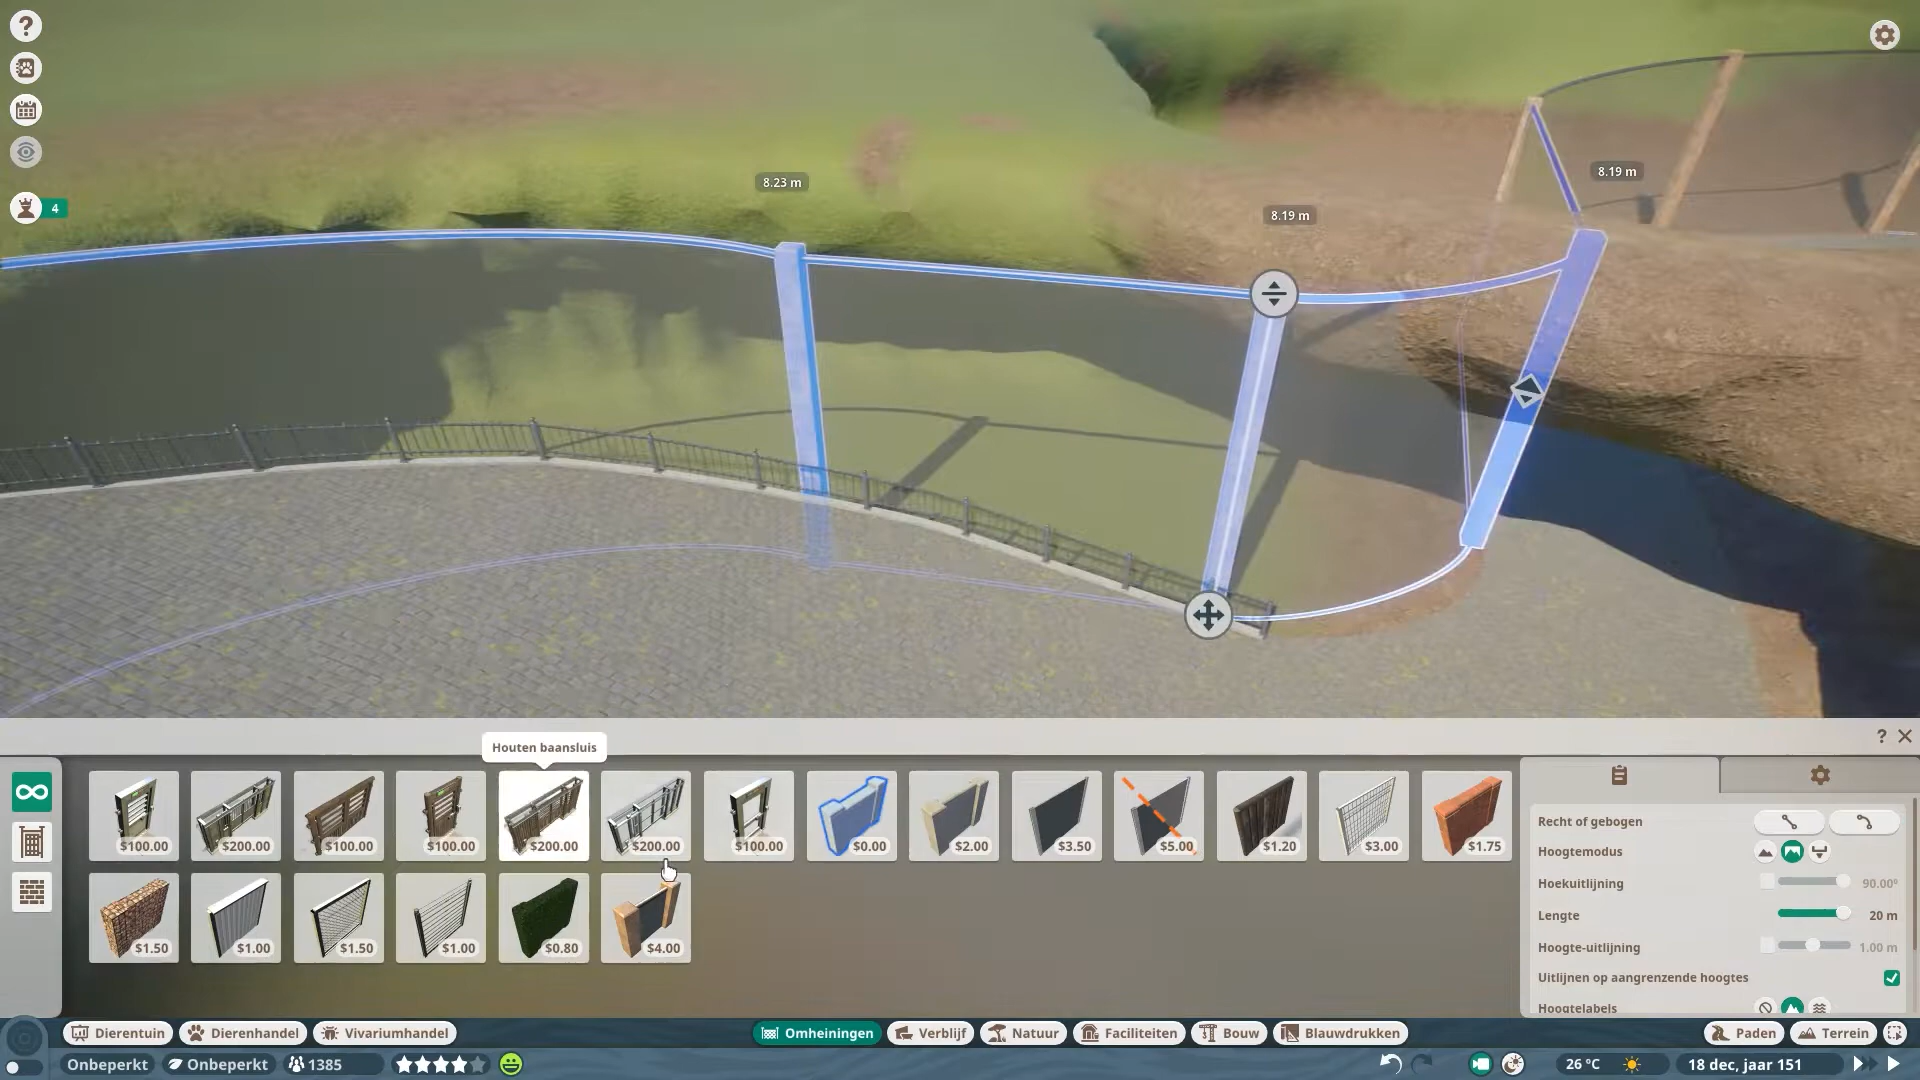 ?
4
8.23 m
8.19 m
8.19 m
?
Houten baansluis
$100.00
$200.00
$100.00
$100.00
$200.00
$200.00
$100.00
$0.00
$2.00
$3.50
$5.00
$1.20
$3.00
$1.75
$1.50
$1.00
$1.50
$1.00
$0.80
$4.00
Recht of gebogen
Hoogtemodus
Hoekuitlijning
90.00º
Lengte
20 m
Hoogte-uitlijning
1.00 m
Uitlijnen op aangrenzende hoogtes
Hoogtelabels
Dierentuin
Dierenhandel
Vivariumhandel
Omheiningen
Verblijf
Natuur
Faciliteiten
Bouw
Blauwdrukken
Paden
Terrein
Onbeperkt
Onbeperkt
1385
26 °C
18 dec, jaar 151